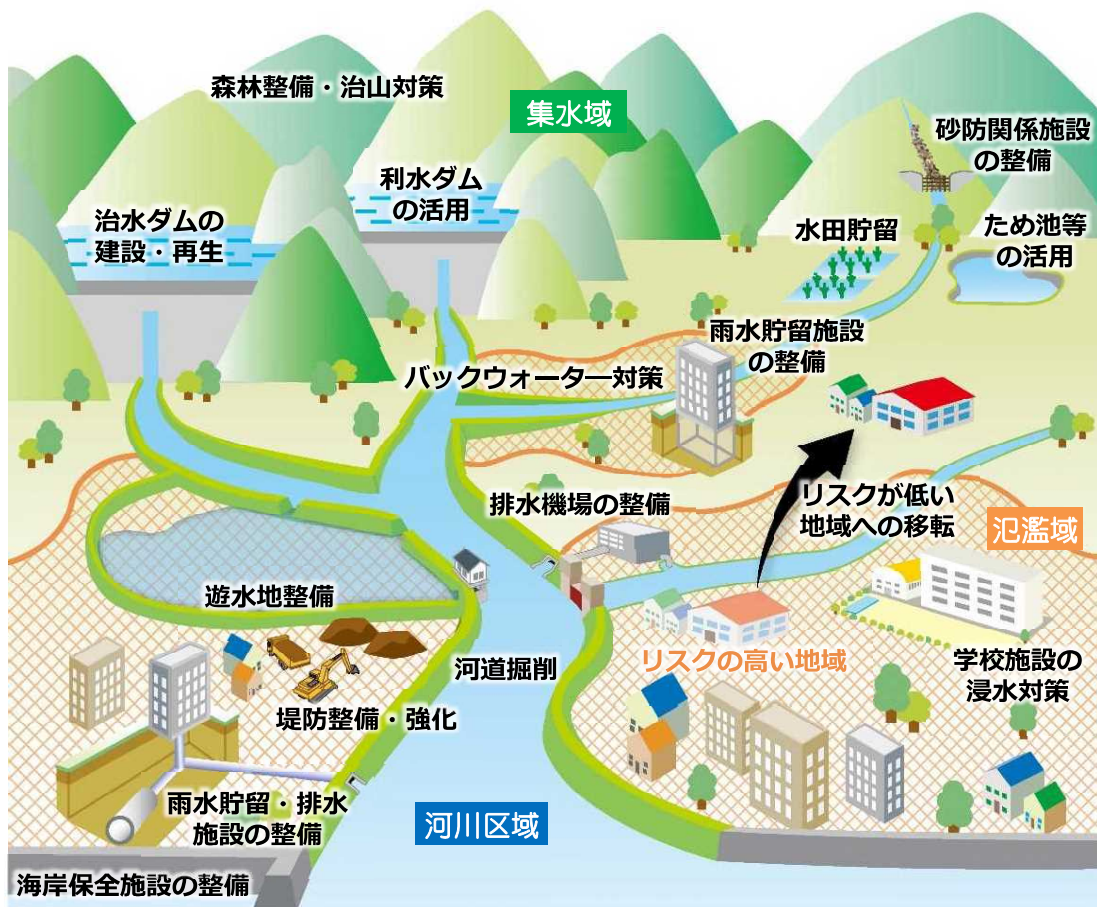 森林整備・治山対策
集水域
砂防関係施設
の整備
利水ダム
の活用
治水ダムの
建設・再生
水田貯留
ため池等
の活用
雨水貯留施設
の整備
バックウォーター対策
排水機場の整備
リスクが低い
地域への移転
氾濫域
遊水地整備
リスクの高い地域
学校施設の
浸水対策
河道掘削
堤防整備・強化
雨水貯留・排水
施設の整備
河川区域
海岸保全施設の整備